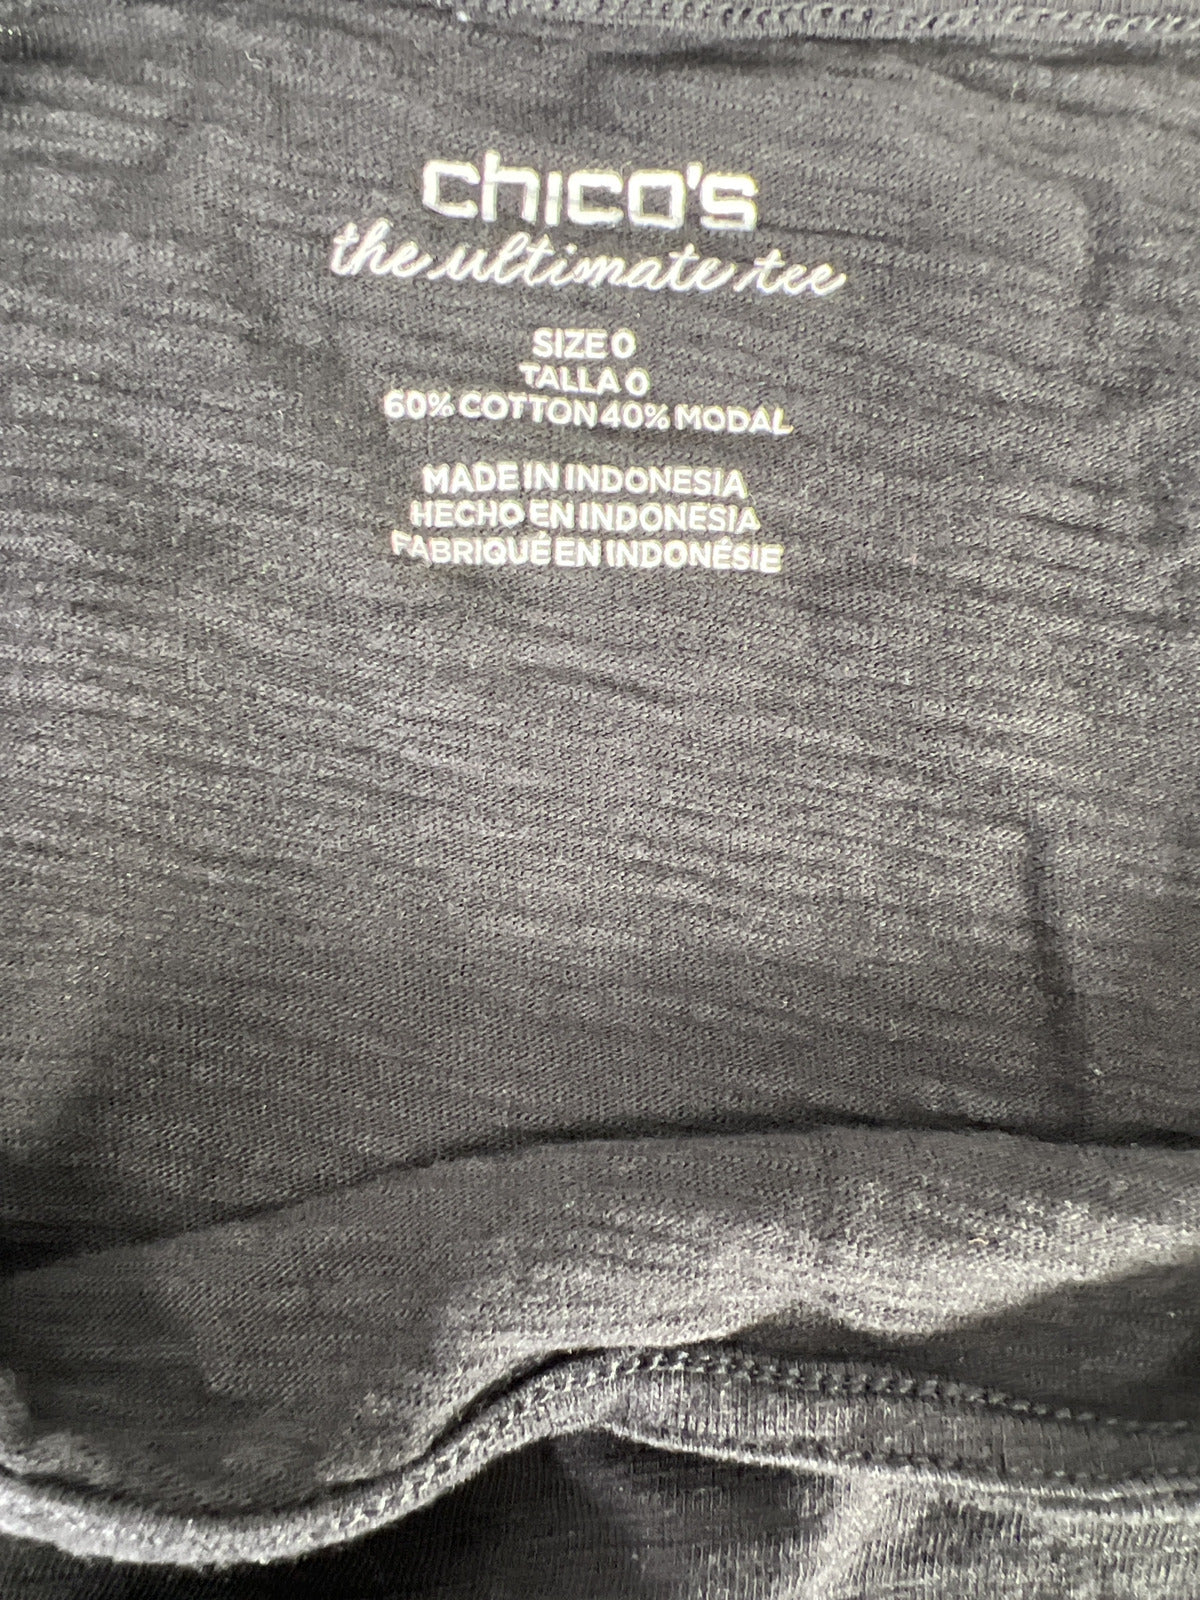 chico's
the ultimate tee
SIZE 0
TALLA 0
60% COTTON 40% MODAL
MADE IN INDONESIA
HECHO EN INDONESIA
FABRIQUÉ EN INDONÉSIE